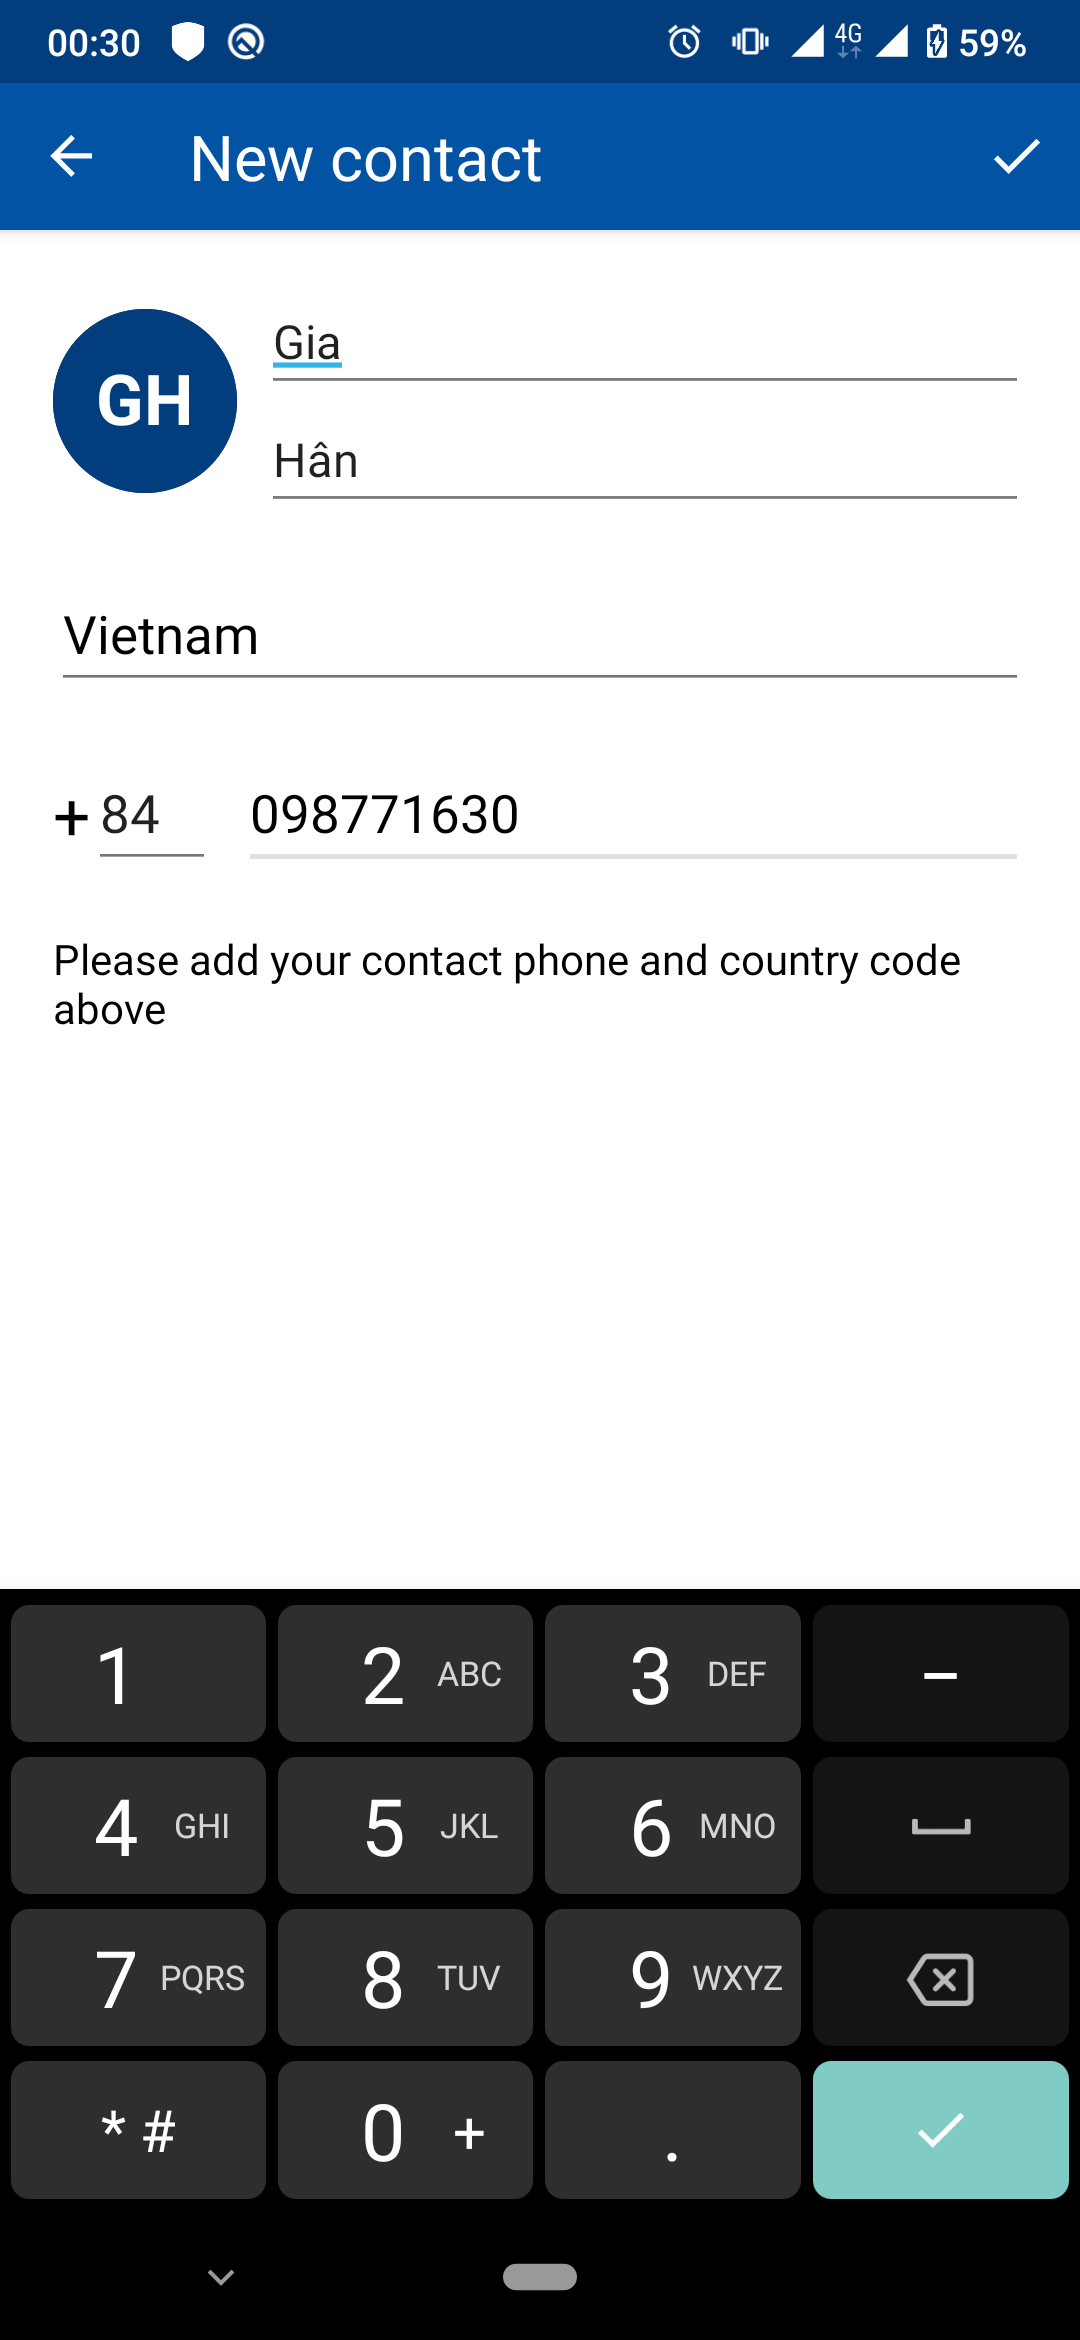 00:30 4G 59%
New contact
GH
Gia
Hân
Vietnam
+ 84 098771630
Please add your contact phone and country code
above
1 2 ABC 3 DEF –
4 GHI 5 JKL 6 MNO
7 PQRS 8 TUV 9 WXYZ
* # 0 + .